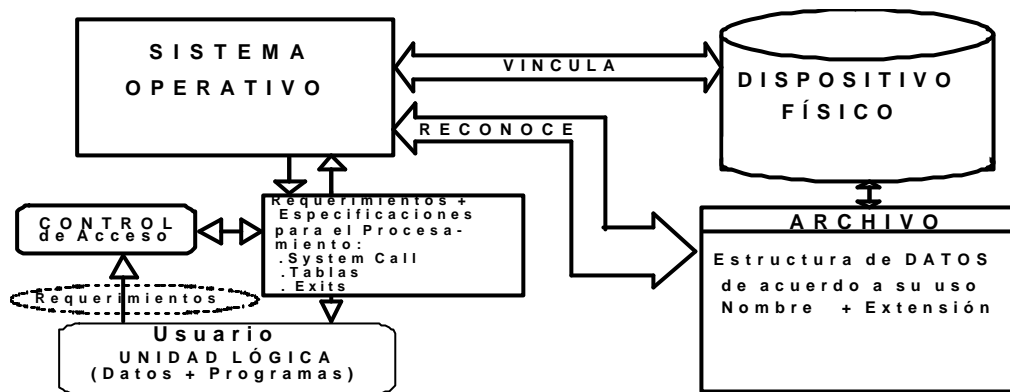 SISTEMA
OPERATIVO
VINCULA
DISPOSITIVO
FÍSICO
RECONOCE
Requerimientos +
Especificaciones
para el Procesa-
miento:
.System Call
.Tablas
. Exits
CONTROL
de Acceso
Requerimientos
Usuario
UNIDAD LÓGICA
(Datos + Programas)
ARCHIVO
Estructura de DATOS
de acuerdo a su uso
Nombre + Extensión